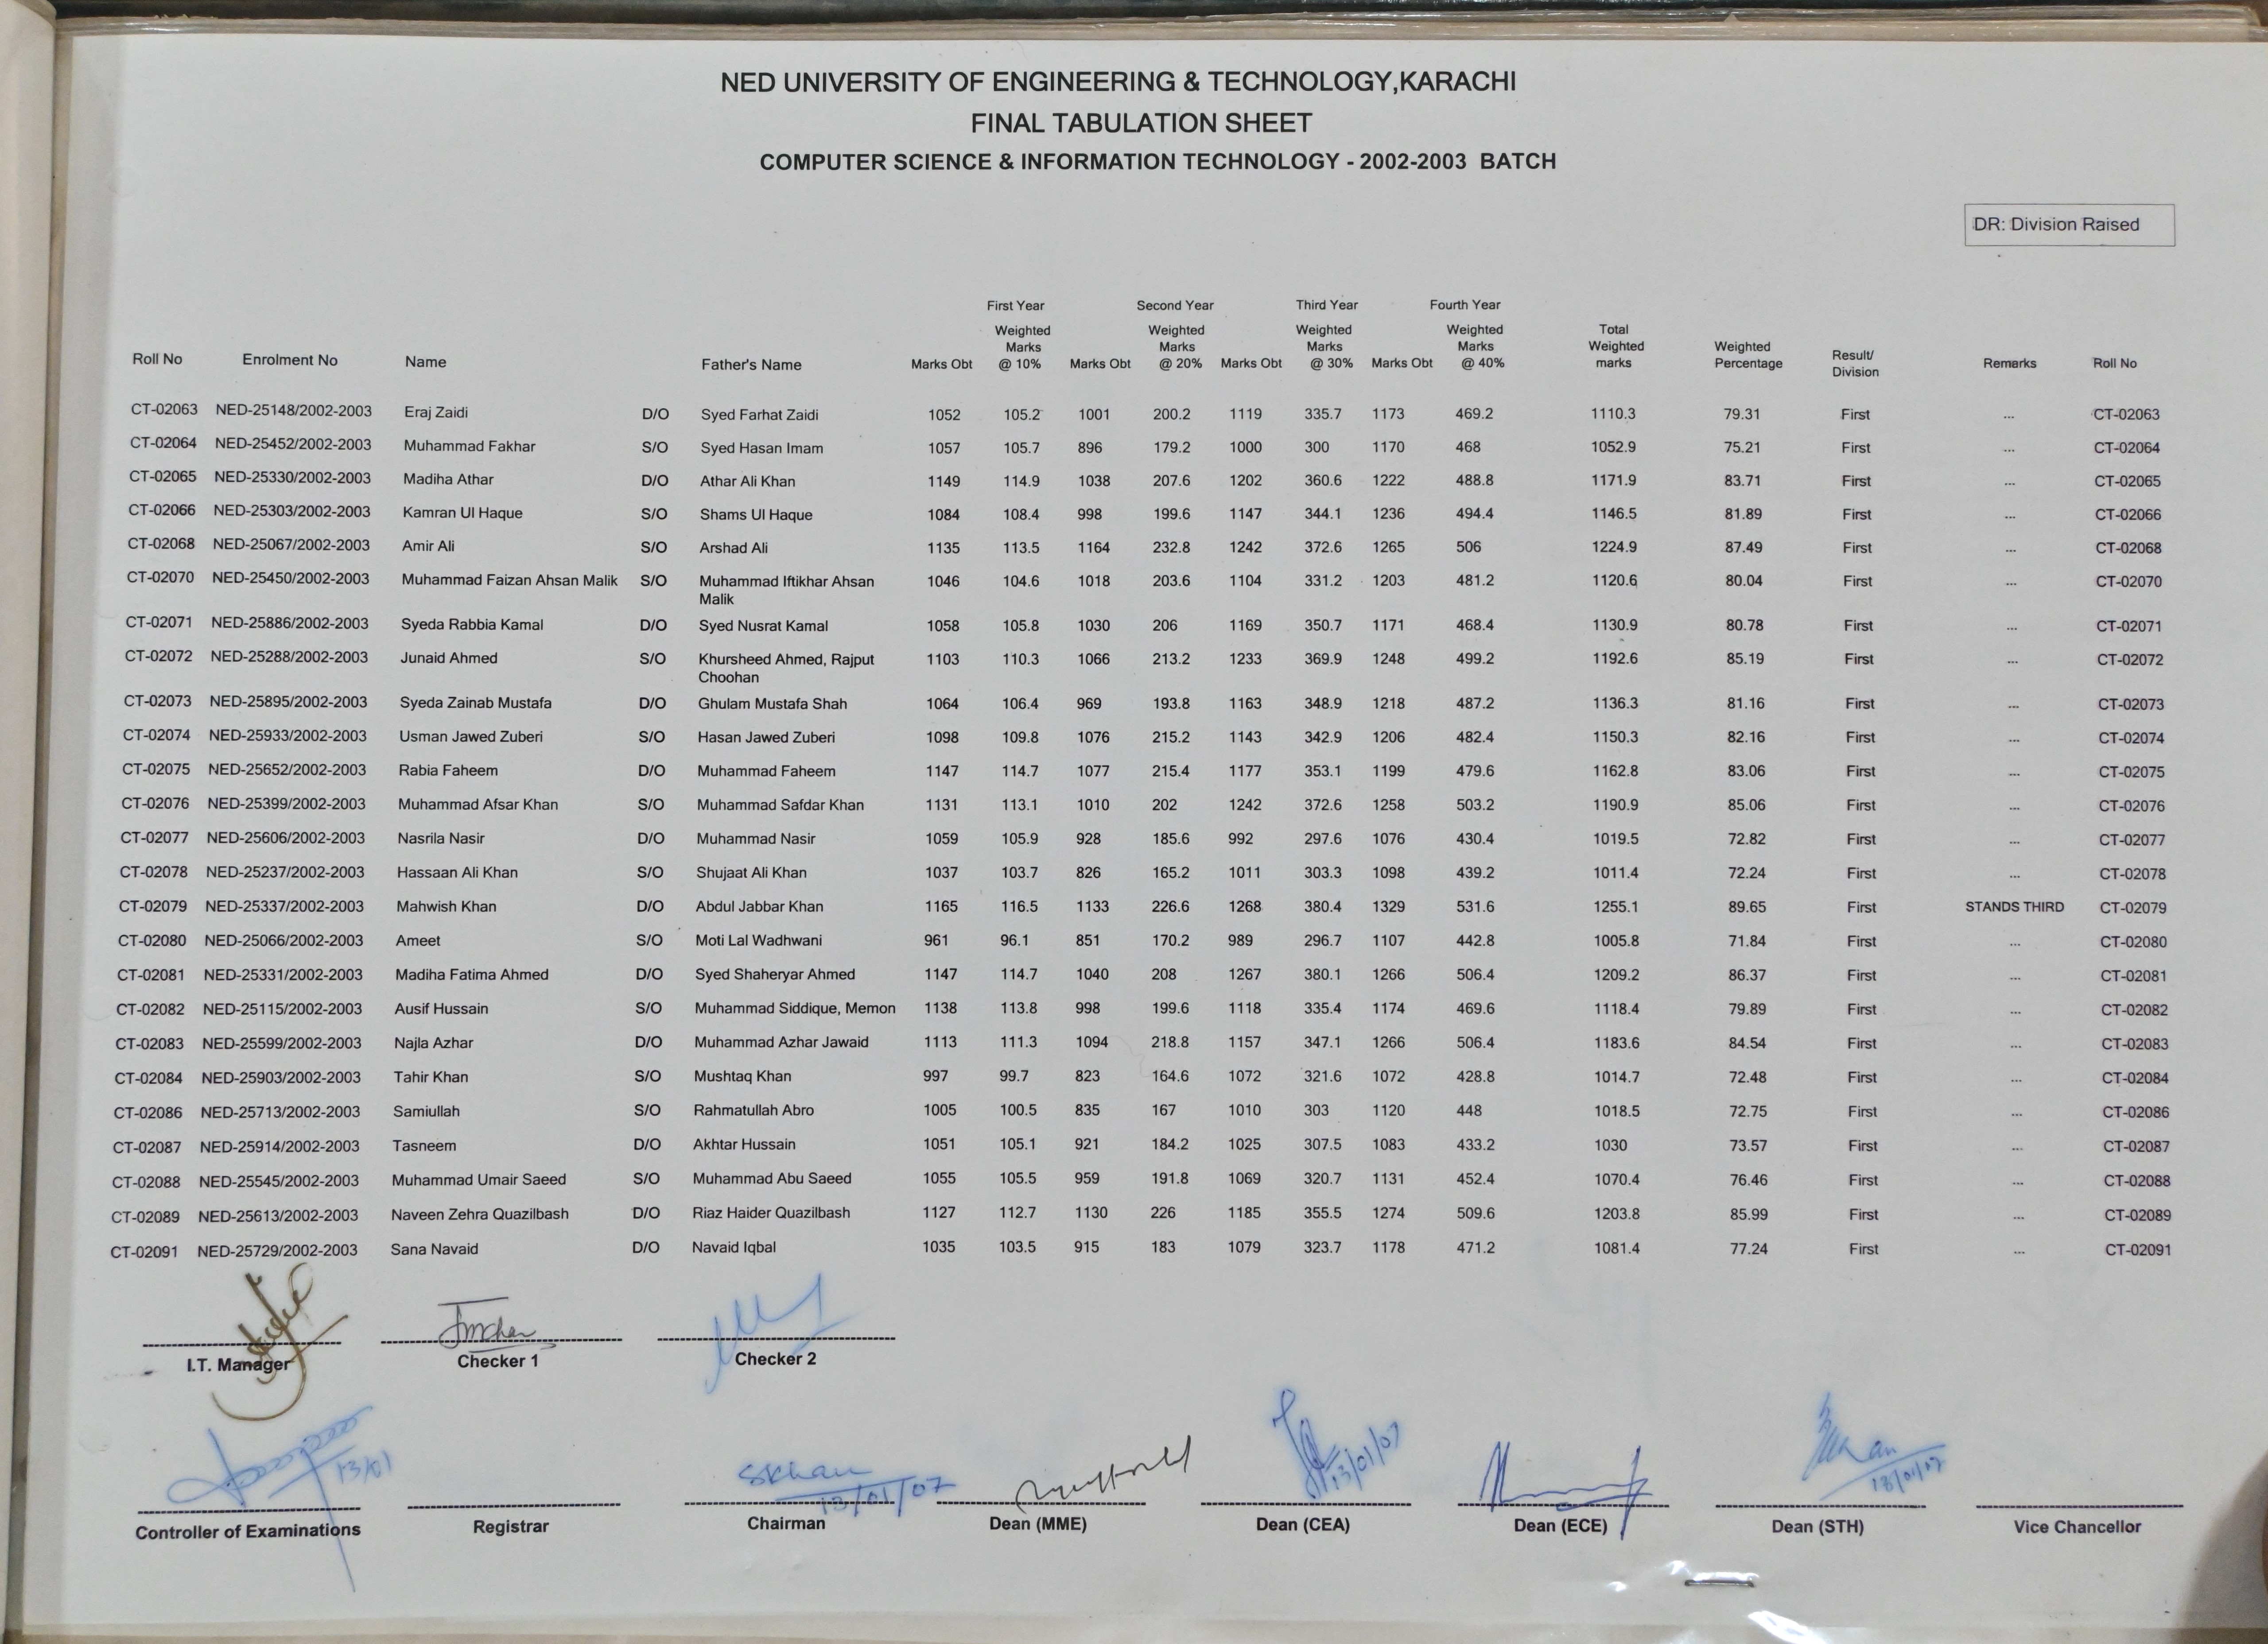 NED UNIVERSITY OF ENGINEERING & TECHNOLOGY,KARACHI
FINAL TABULATION SHEET
COMPUTER SCIENCE & INFORMATION TECHNOLOGY - 2002-2003 BATCH
DR: Division Raised
First Year Second Year Third Year Fourth Year
Roll No Enrolment No Name Father's Name Marks Obt Weighted Marks @ 10% Marks Obt Weighted Marks @ 20% Marks Obt Weighted Marks @ 30% Marks Obt Weighted Marks @ 40% Total Weighted marks Weighted Percentage Result/ Division Remarks Roll No
CT-02063 NED-25148/2002-2003 Eraj Zaidi D/O Syed Farhat Zaidi 1052 105.2 1001 200.2 1119 335.7 1173 469.2 1110.3 79.31 First ... CT-02063
CT-02064 NED-25452/2002-2003 Muhammad Fakhar S/O Syed Hasan Imam 1057 105.7 896 179.2 1000 300 1170 468 1052.9 75.21 First ... CT-02064
CT-02065 NED-25330/2002-2003 Madiha Athar D/O Athar Ali Khan 1149 114.9 1038 207.6 1202 360.6 1222 488.8 1171.9 83.71 First ... CT-02065
CT-02066 NED-25303/2002-2003 Kamran Ul Haque S/O Shams Ul Haque 1084 108.4 998 199.6 1147 344.1 1236 494.4 1146.5 81.89 First ... CT-02066
CT-02068 NED-25067/2002-2003 Amir Ali S/O Arshad Ali 1135 113.5 1164 232.8 1242 372.6 1265 506 1224.9 87.49 First ... CT-02068
CT-02070 NED-25450/2002-2003 Muhammad Faizan Ahsan Malik S/O Muhammad Iftikhar Ahsan 1046 104.6 1018 203.6 1104 331.2 1203 481.2 1120.6 80.04 First ... CT-02070
Malik
CT-02071 NED-25886/2002-2003 Syeda Rabbia Kamal D/O Syed Nusrat Kamal 1058 105.8 1030 206 1169 350.7 1171 468.4 1130.9 80.78 First ... CT-02071
CT-02072 NED-25288/2002-2003 Junaid Ahmed S/O Khursheed Ahmed, Rajput 1103 110.3 1066 213.2 1233 369.9 1248 499.2 1192.6 85.19 First ... CT-02072
Choohan
CT-02073 NED-25895/2002-2003 Syeda Zainab Mustafa D/O Ghulam Mustafa Shah 1064 106.4 969 193.8 1163 348.9 1218 487.2 1136.3 81.16 First ... CT-02073
CT-02074 NED-25933/2002-2003 Usman Jawed Zuberi S/O Hasan Jawed Zuberi 1098 109.8 1076 215.2 1143 342.9 1206 482.4 1150.3 82.16 First ... CT-02074
CT-02075 NED-25652/2002-2003 Rabia Faheem D/O Muhammad Faheem 1147 114.7 1077 215.4 1177 353.1 1199 479.6 1162.8 83.06 First ... CT-02075
CT-02076 NED-25399/2002-2003 Muhammad Afsar Khan S/O Muhammad Safdar Khan 1131 113.1 1010 202 1242 372.6 1258 503.2 1190.9 85.06 First ... CT-02076
CT-02077 NED-25606/2002-2003 Nasrila Nasir D/O Muhammad Nasir 1059 105.9 928 185.6 992 297.6 1076 430.4 1019.5 72.82 First ... CT-02077
CT-02078 NED-25237/2002-2003 Hassaan Ali Khan S/O Shujaat Ali Khan 1037 103.7 826 165.2 1011 303.3 1098 439.2 1011.4 72.24 First ... CT-02078
CT-02079 NED-25337/2002-2003 Mahwish Khan D/O Abdul Jabbar Khan 1165 116.5 1133 226.6 1268 380.4 1329 531.6 1255.1 89.65 First STANDS THIRD CT-02079
CT-02080 NED-25066/2002-2003 Ameet S/O Moti Lal Wadhwani 961 96.1 851 170.2 989 296.7 1107 442.8 1005.8 71.84 First ... CT-02080
CT-02081 NED-25331/2002-2003 Madiha Fatima Ahmed D/O Syed Shaheryar Ahmed 1147 114.7 1040 208 1267 380.1 1266 506.4 1209.2 86.37 First ... CT-02081
CT-02082 NED-25115/2002-2003 Ausif Hussain S/O Muhammad Siddique, Memon 1138 113.8 998 199.6 1118 335.4 1174 469.6 1118.4 79.89 First ... CT-02082
CT-02083 NED-25599/2002-2003 Najla Azhar D/O Muhammad Azhar Jawaid 1113 111.3 1094 218.8 1157 347.1 1266 506.4 1183.6 84.54 First ... CT-02083
CT-02084 NED-25903/2002-2003 Tahir Khan S/O Mushtaq Khan 997 99.7 823 164.6 1072 321.6 1072 428.8 1014.7 72.48 First ... CT-02084
CT-02086 NED-25713/2002-2003 Samiullah S/O Rahmatullah Abro 1005 100.5 835 167 1010 303 1120 448 1018.5 72.75 First ... CT-02086
CT-02087 NED-25914/2002-2003 Tasneem D/O Akhtar Hussain 1051 105.1 921 184.2 1025 307.5 1083 433.2 1030 73.57 First ... CT-02087
CT-02088 NED-25545/2002-2003 Muhammad Umair Saeed S/O Muhammad Abu Saeed 1055 105.5 959 191.8 1069 320.7 1131 452.4 1070.4 76.46 First ... CT-02088
CT-02089 NED-25613/2002-2003 Naveen Zehra Quazilbash D/O Riaz Haider Quazilbash 1127 112.7 1130 226 1185 355.5 1274 509.6 1203.8 85.99 First ... CT-02089
CT-02091 NED-25729/2002-2003 Sana Navaid D/O Navaid Iqbal 1035 103.5 915 183 1079 323.7 1178 471.2 1081.4 77.24 First ... CT-02091
I.T. Manager Checker 1 Checker 2
13/01 SKhan 13/01/07 13/01/07 13/01/07
Controller of Examinations Registrar Chairman Dean (MME) Dean (CEA) Dean (ECE) Dean (STH) Vice Chancellor